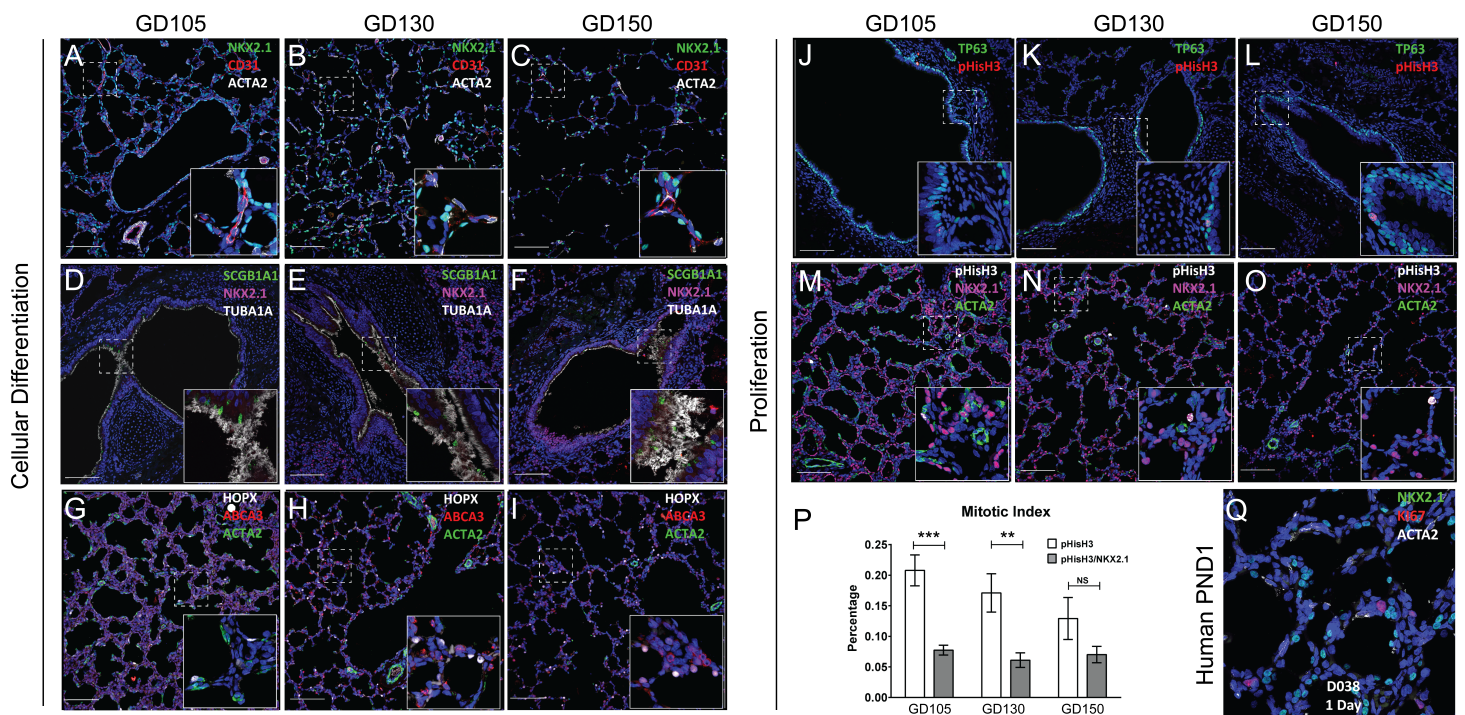 GD105 GD130 GD150
GD105 GD130 GD150
Cellular Differentiation
A NKX2.1 CD31 ACTA2
B NKX2.1 CD31 ACTA2
C NKX2.1 CD31 ACTA2
D SCGB1A1 NKX2.1 TUBA1A
E SCGB1A1 NKX2.1 TUBA1A
F SCGB1A1 NKX2.1 TUBA1A
G HOPX ABCA3 ACTA2
H HOPX ABCA3 ACTA2
I HOPX ABCA3 ACTA2
Proliferation
J TP63 pHisH3
K TP63 pHisH3
L TP63 pHisH3
M pHisH3 NKX2.1 ACTA2
N pHisH3 NKX2.1 ACTA2
O pHisH3 NKX2.1 ACTA2
P
Mitotic Index
*** ** NS
pHisH3
pHisH3/NKX2.1
Percentage
0.25
0.20
0.15
0.10
0.05
0.00
GD105 GD130 GD150
Human PND1
Q NKX2.1 Ki67 ACTA2
D038
1 Day